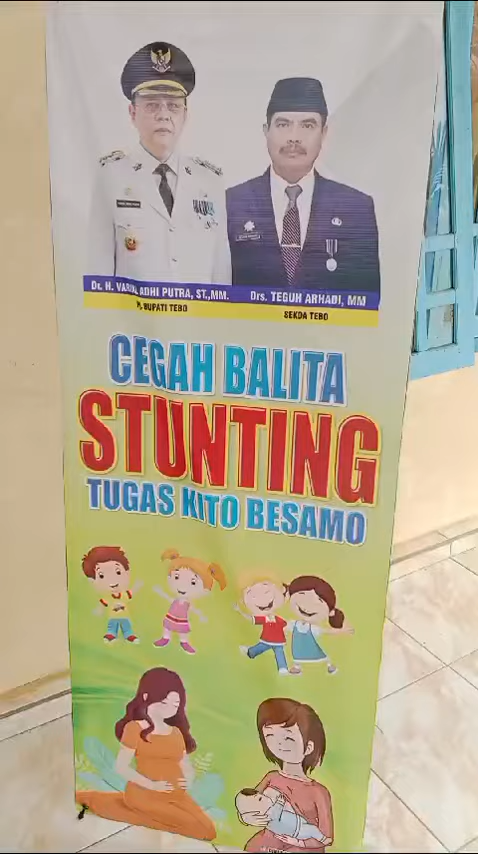 Dr. H. VARIAL ADHI PUTRA, ST.,MM.
Pj. BUPATI TEBO
Drs. TEGUH ARHADI, MM
SEKDA TEBO
CEGAH BALITA
STUNTING
TUGAS KITO BESAMO